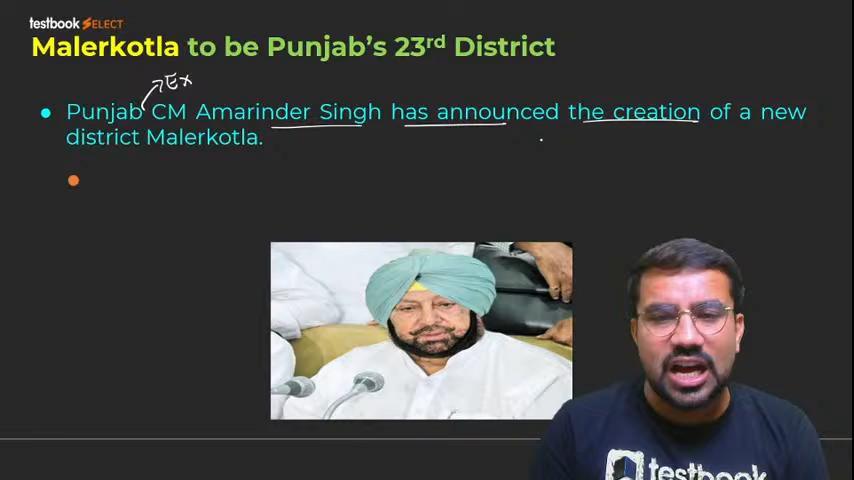 testbook SELECT
Malerkotla to be Punjab's 23rd District
Ex
● Punjab CM Amarinder Singh has announced the creation of a new
district Malerkotla.
testbook